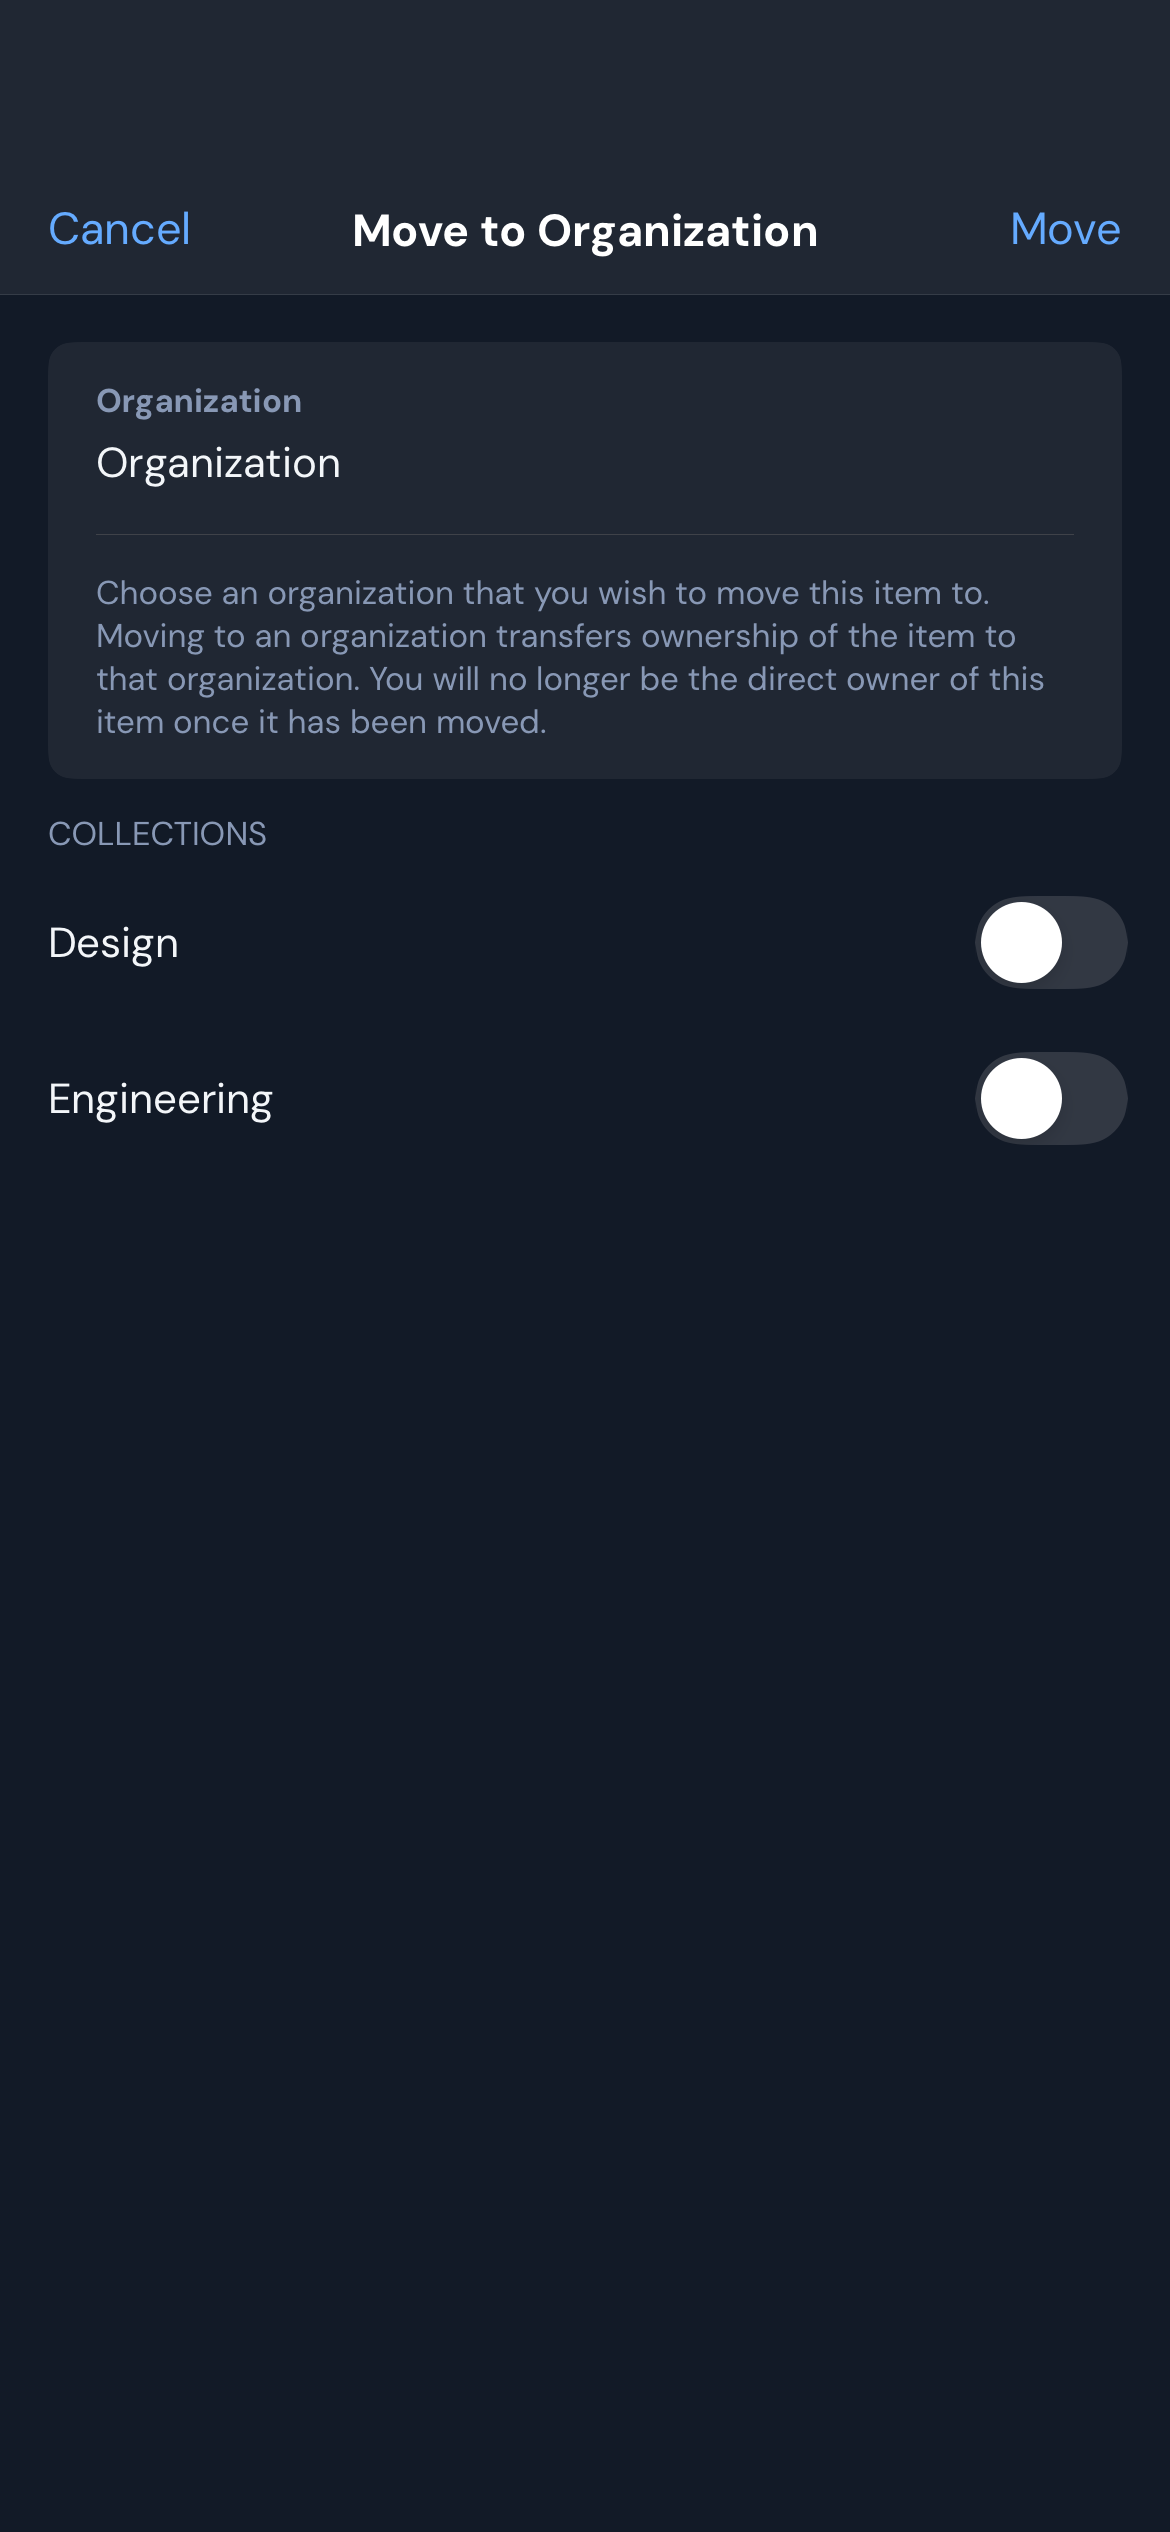 Cancel Move to Organization Move
Organization
Organization
Choose an organization that you wish to move this item to.
Moving to an organization transfers ownership of the item to
that organization. You will no longer be the direct owner of this
item once it has been moved.
COLLECTIONS
Design
Engineering